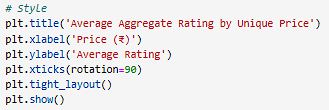 # Style
plt.title('Average Aggregate Rating by Unique Price')
plt.xlabel('Price (₹)')
plt.ylabel('Average Rating')
plt.xticks(rotation=90)
plt.tight_layout()
plt.show()